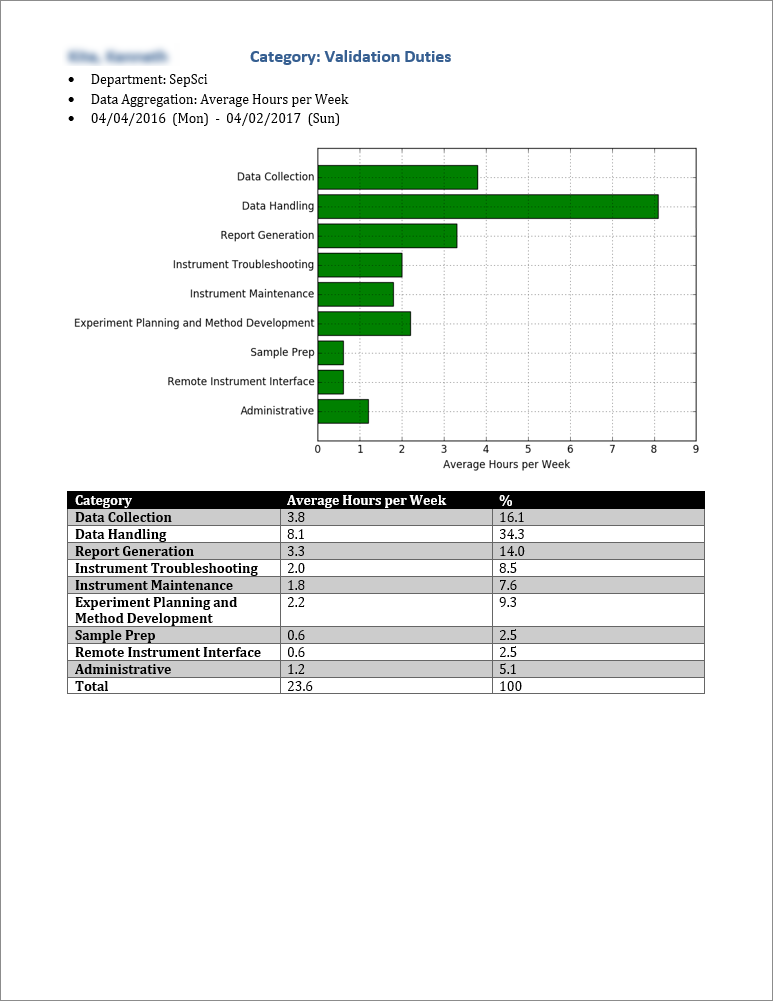 Category: Validation Duties
• Department: SepSci
• Data Aggregation: Average Hours per Week
• 04/04/2016 (Mon) - 04/02/2017 (Sun)
Data Collection
Data Handling
Report Generation
Instrument Troubleshooting
Instrument Maintenance
Experiment Planning and Method Development
Sample Prep
Remote Instrument Interface
Administrative
0 1 2 3 4 5 6 7 8 9
Average Hours per Week
Category Average Hours per Week %
Data Collection 3.8 16.1
Data Handling 8.1 34.3
Report Generation 3.3 14.0
Instrument Troubleshooting 2.0 8.5
Instrument Maintenance 1.8 7.6
Experiment Planning and 2.2 9.3
Method Development
Sample Prep 0.6 2.5
Remote Instrument Interface 0.6 2.5
Administrative 1.2 5.1
Total 23.6 100